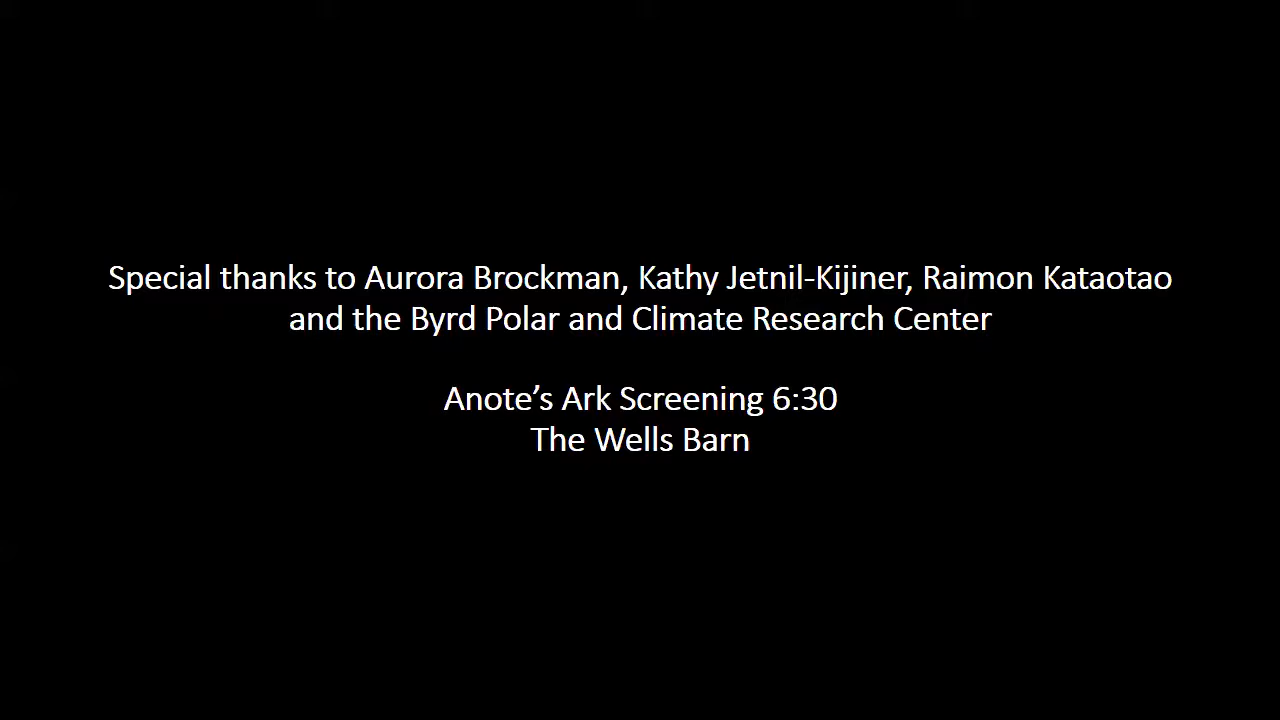 Special thanks to Aurora Brockman, Kathy Jetnil-Kijiner, Raimon Kataotao
and the Byrd Polar and Climate Research Center
Anote’s Ark Screening 6:30
The Wells Barn